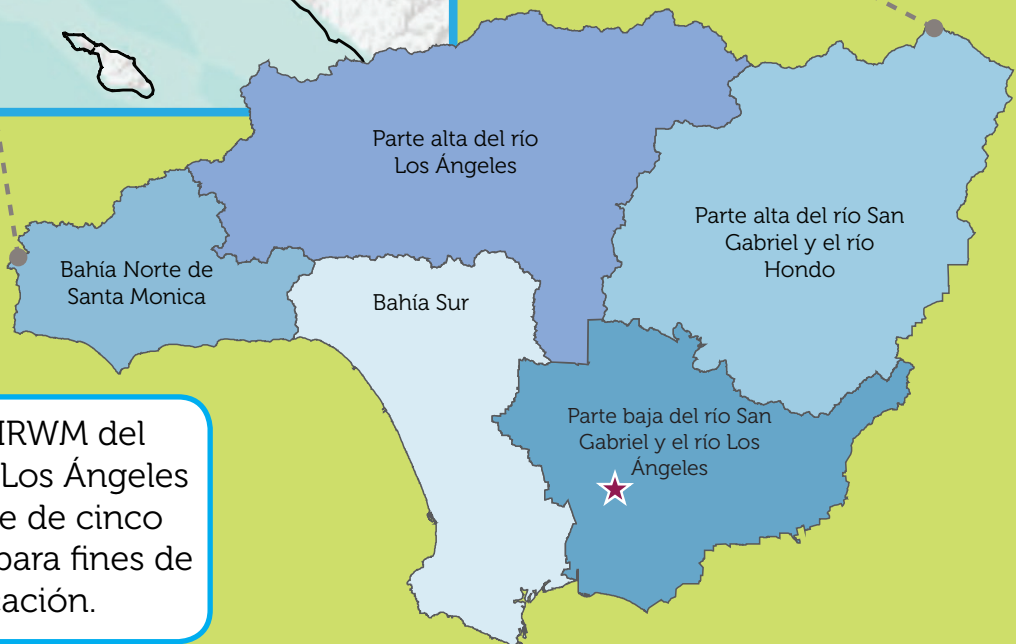 Parte alta del río
Los Ángeles
Parte alta del río San
Gabriel y el río
Hondo
Bahía Norte de
Santa Monica
Bahía Sur
Parte baja del río San
Gabriel y el río Los
Ángeles
IRWM del
Los Ángeles
e de cinco
para fines de
ación.